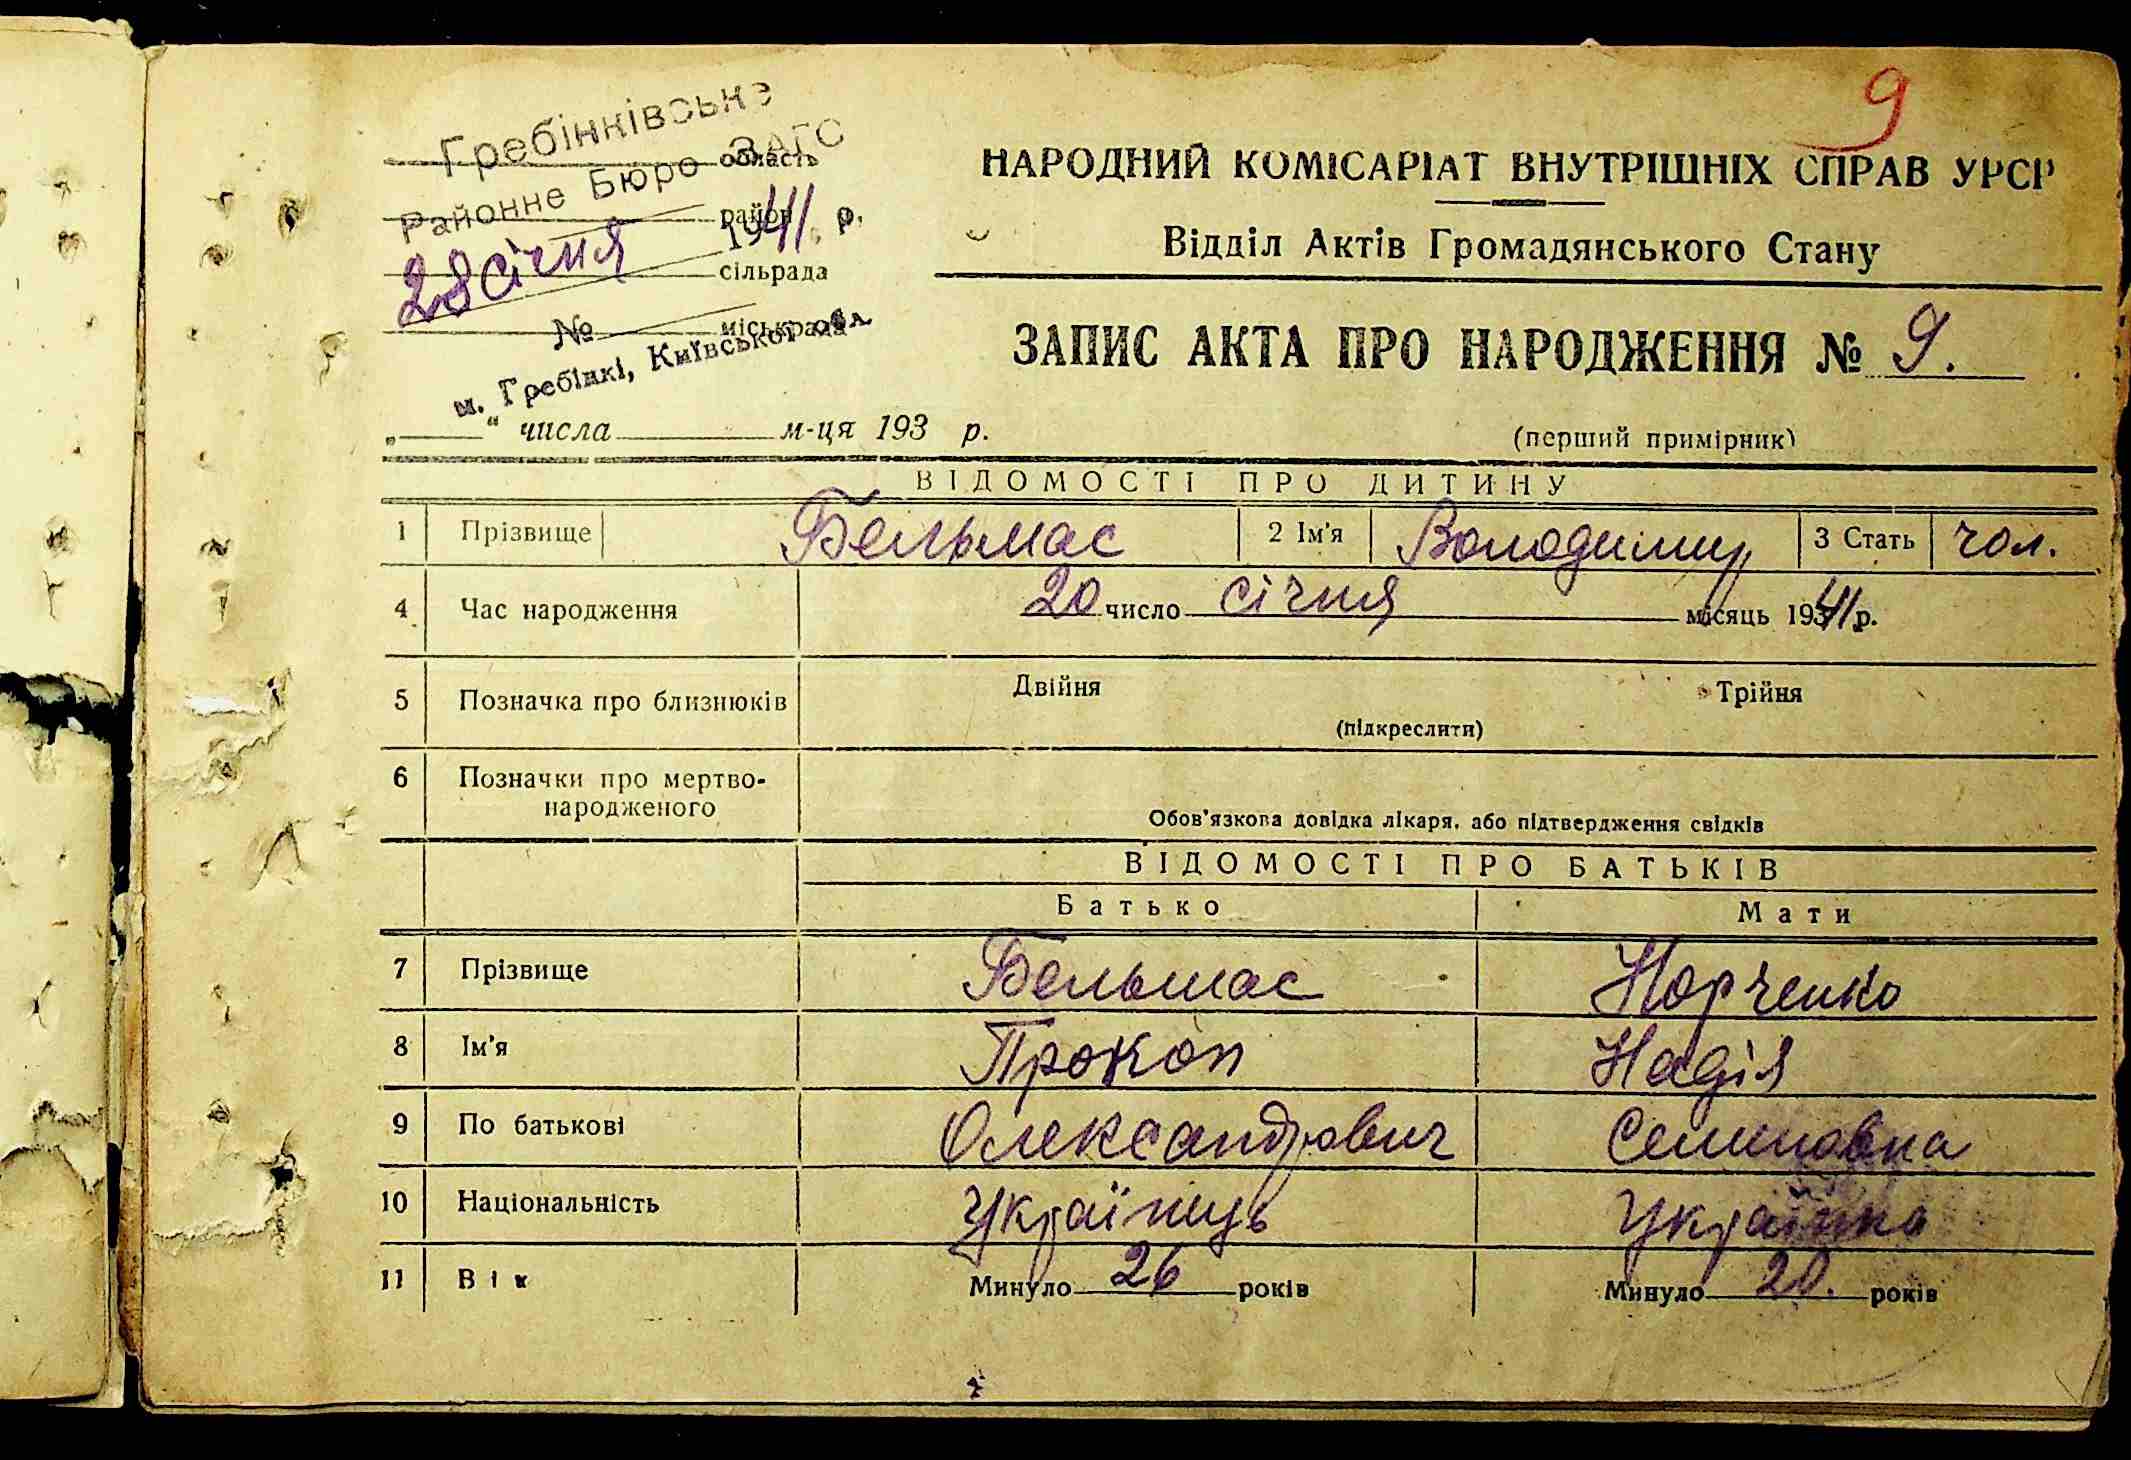 9
Гребінківське
область
Районне Бюро ЗАГС
район
28 січня 1941 р.
сільрада
№
міськрада
м. Гребінкі, Київської обл.
„ “ числа м-ця 193 р.
НАРОДНИЙ КОМІСАРІАТ ВНУТРІШНІХ СПРАВ УРСР
Відділ Актів Громадянського Стану
ЗАПИС АКТА ПРО НАРОДЖЕННЯ № 9.
(перший примірник)
ВІДОМОСТІ ПРО ДИТИНУ
1 Прізвище Бельмас 2 Ім'я Володимир 3 Стать чол.
4 Час народження 20 число січня місяць 1941 р.
5 Позначка про близнюків Двійня Трійня
(підкреслити)
6 Позначки про мертво-
народженого
Обов'язкова довідка лікаря, або підтвердження свідків
ВІДОМОСТІ ПРО БАТЬКІВ
Батько Мати
7 Прізвище Бельмас Норченко
8 Ім'я Прокоп Надія
9 По батькові Олександрович Семеновна
10 Національність Українець Українка
11 Вік Минуло 26 років Минуло 20. років